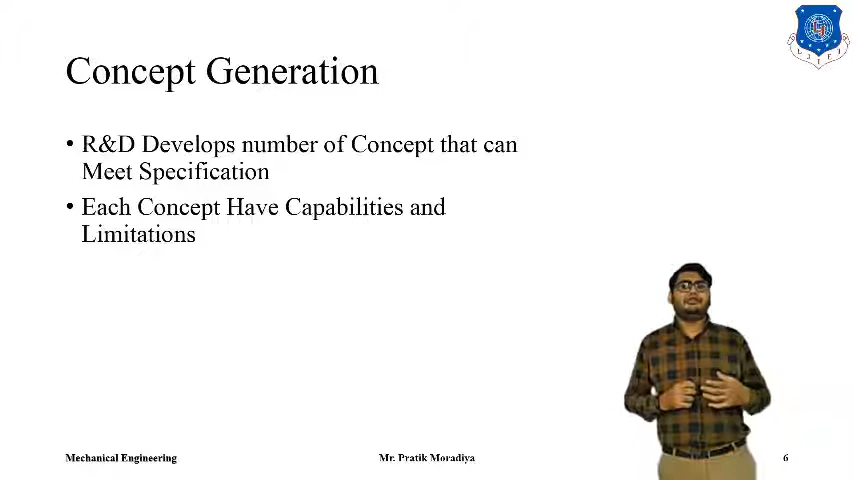 Concept Generation
• R&D Develops number of Concept that can
Meet Specification
• Each Concept Have Capabilities and
Limitations
L J I E T
Mechanical Engineering
Mr. Pratik Moradiya
6